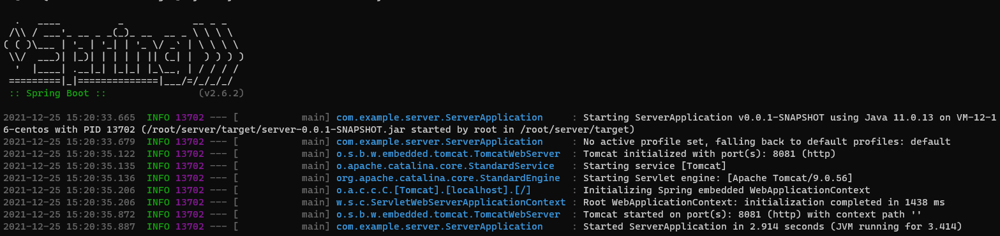 .   ____          _            __ _ _
 /\\ / ___'_ __ _ _(_)_ __  __ _ \ \ \ \
( ( )\___ | '_ | '_| | '_ \/ _` | \ \ \ \
 \\/  ___)| |_)| | | | | || (_| |  ) ) ) )
  '  |____| .__|_| |_|_| |_\__, | / / / /
 =========|_|==============|___/=/_/_/_/
 :: Spring Boot ::                (v2.6.2)
2021-12-25 15:20:33.665  INFO 13702 --- [           main] com.example.server.ServerApplication     : Starting ServerApplication v0.0.1-SNAPSHOT using Java 11.0.13 on VM-12-1
6-centos with PID 13702 (/root/server/target/server-0.0.1-SNAPSHOT.jar started by root in /root/server/target)
2021-12-25 15:20:33.679  INFO 13702 --- [           main] com.example.server.ServerApplication     : No active profile set, falling back to default profiles: default
2021-12-25 15:20:35.122  INFO 13702 --- [           main] o.s.b.w.embedded.tomcat.TomcatWebServer  : Tomcat initialized with port(s): 8081 (http)
2021-12-25 15:20:35.135  INFO 13702 --- [           main] o.apache.catalina.core.StandardService   : Starting service [Tomcat]
2021-12-25 15:20:35.136  INFO 13702 --- [           main] org.apache.catalina.core.StandardEngine  : Starting Servlet engine: [Apache Tomcat/9.0.56]
2021-12-25 15:20:35.206  INFO 13702 --- [           main] o.a.c.c.C.[Tomcat].[localhost].[/]       : Initializing Spring embedded WebApplicationContext
2021-12-25 15:20:35.206  INFO 13702 --- [           main] w.s.c.ServletWebServerApplicationContext : Root WebApplicationContext: initialization completed in 1438 ms
2021-12-25 15:20:35.872  INFO 13702 --- [           main] o.s.b.w.embedded.tomcat.TomcatWebServer  : Tomcat started on port(s): 8081 (http) with context path ''
2021-12-25 15:20:35.887  INFO 13702 --- [           main] com.example.server.ServerApplication     : Started ServerApplication in 2.914 seconds (JVM running for 3.414)